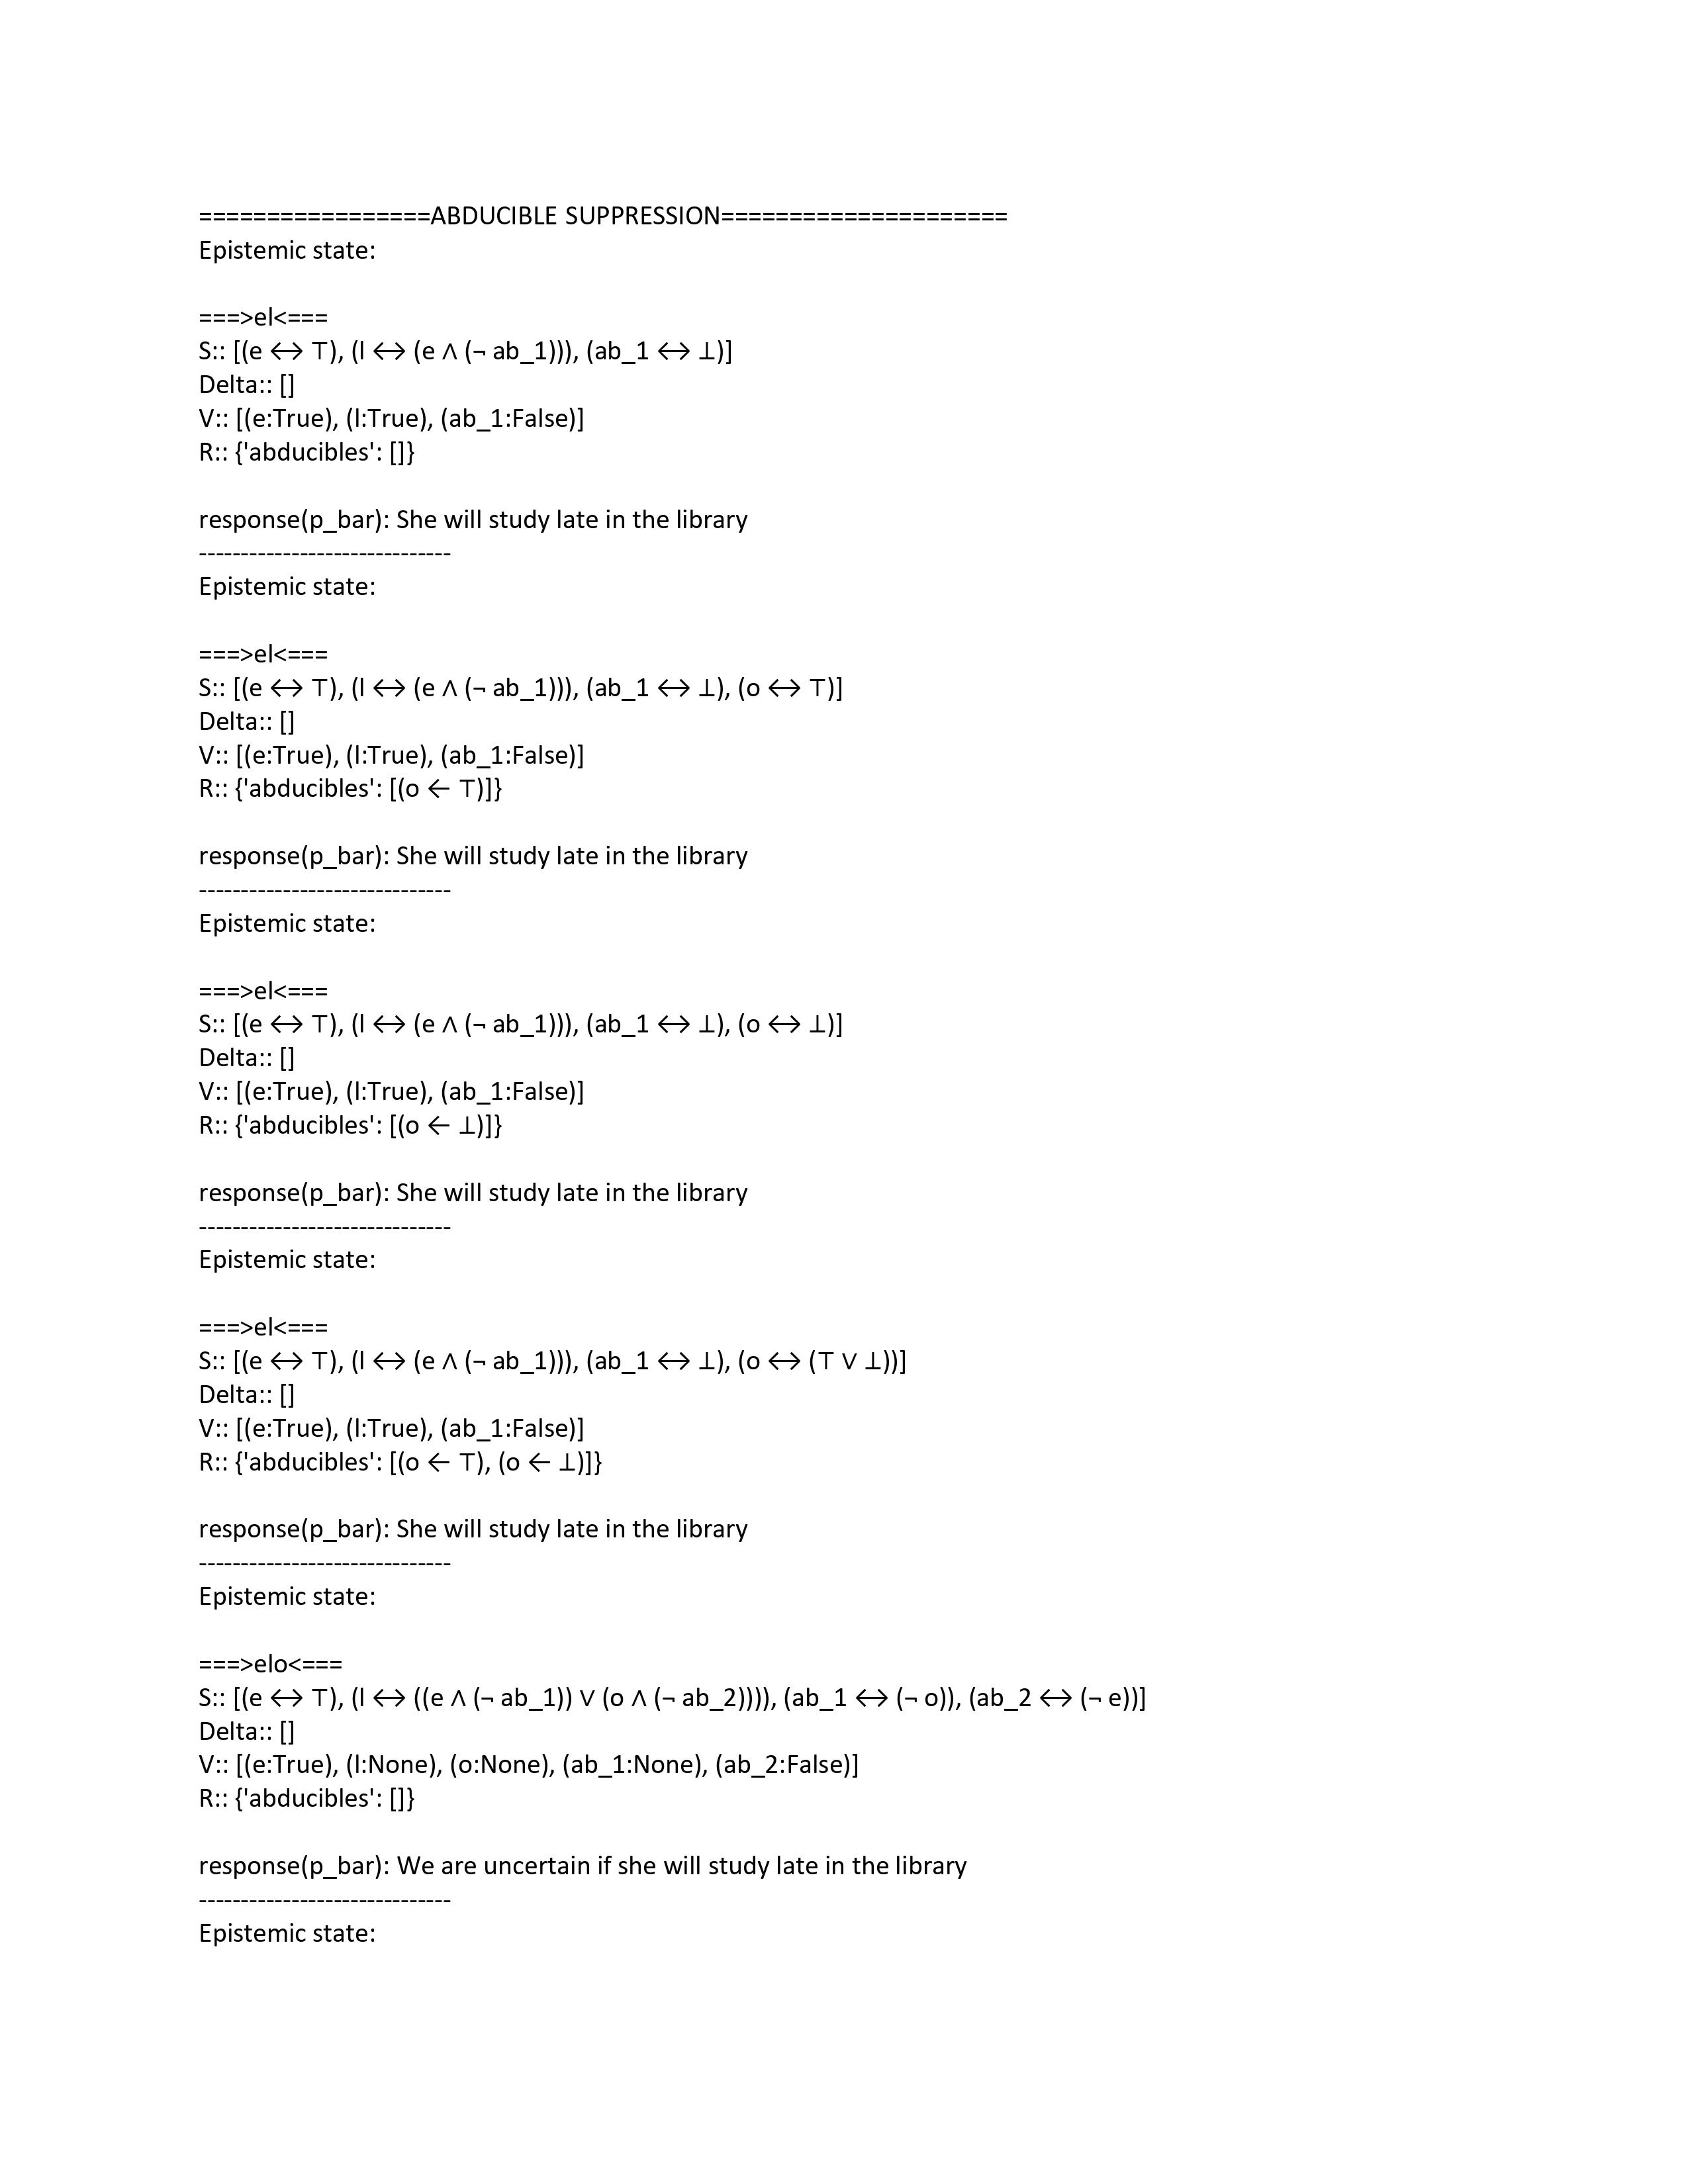 =================ABDUCIBLE SUPPRESSION=====================
Epistemic state:
===>el<===
S:: [(e ↔ ⊤), (l ↔ (e ∧ (¬ ab_1))), (ab_1 ↔ ⊥)]
Delta:: []
V:: [(e:True), (l:True), (ab_1:False)]
R:: {'abducibles': []}
response(p_bar): She will study late in the library
------------------------------
Epistemic state:
===>el<===
S:: [(e ↔ ⊤), (l ↔ (e ∧ (¬ ab_1))), (ab_1 ↔ ⊥), (o ↔ ⊤)]
Delta:: []
V:: [(e:True), (l:True), (ab_1:False)]
R:: {'abducibles': [(o ← ⊤)]}
response(p_bar): She will study late in the library
------------------------------
Epistemic state:
===>el<===
S:: [(e ↔ ⊤), (l ↔ (e ∧ (¬ ab_1))), (ab_1 ↔ ⊥), (o ↔ ⊥)]
Delta:: []
V:: [(e:True), (l:True), (ab_1:False)]
R:: {'abducibles': [(o ← ⊥)]}
response(p_bar): She will study late in the library
------------------------------
Epistemic state:
===>el<===
S:: [(e ↔ ⊤), (l ↔ (e ∧ (¬ ab_1))), (ab_1 ↔ ⊥), (o ↔ (⊤ ∨ ⊥))]
Delta:: []
V:: [(e:True), (l:True), (ab_1:False)]
R:: {'abducibles': [(o ← ⊤), (o ← ⊥)]}
response(p_bar): She will study late in the library
------------------------------
Epistemic state:
===>elo<===
S:: [(e ↔ ⊤), (l ↔ ((e ∧ (¬ ab_1)) ∨ (o ∧ (¬ ab_2)))), (ab_1 ↔ (¬ o)), (ab_2 ↔ (¬ e))]
Delta:: []
V:: [(e:True), (l:None), (o:None), (ab_1:None), (ab_2:False)]
R:: {'abducibles': []}
response(p_bar): We are uncertain if she will study late in the library
------------------------------
Epistemic state: